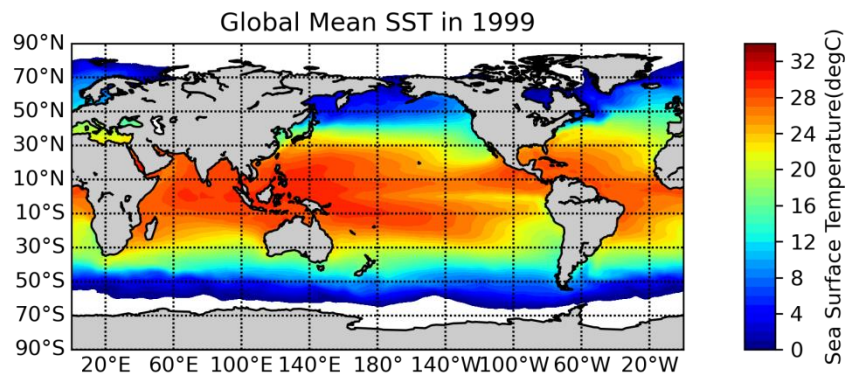 Global Mean SST in 1999
90°N
70°N
50°N
30°N
10°N
10°S
30°S
50°S
70°S
90°S
20°E 60°E 100°E 140°E 180° 140°W 100°W 60°W 20°W
32
28
24
20
16
12
8
4
0
Sea Surface Temperature(degC)